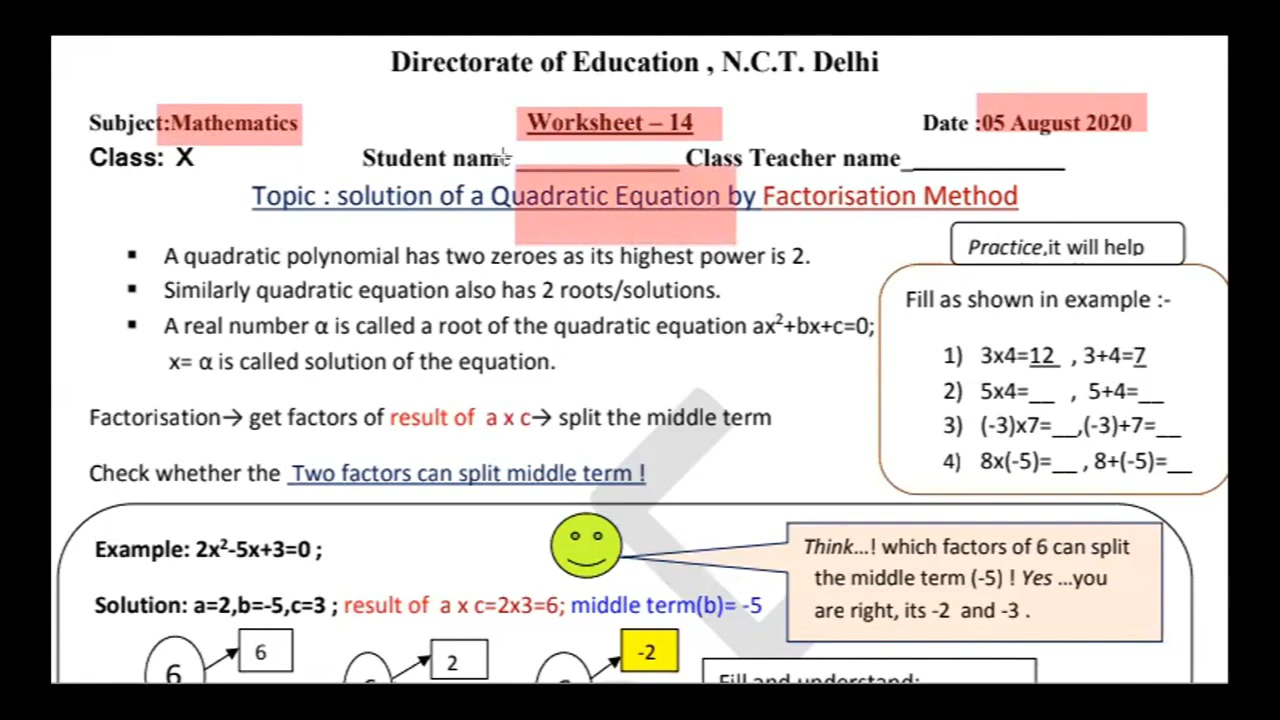 Directorate of Education , N.C.T. Delhi
Subject:Mathematics Worksheet – 14 Date :05 August 2020
Class: X Student name ____________ Class Teacher name____________
Topic : solution of a Quadratic Equation by Factorisation Method
▪ A quadratic polynomial has two zeroes as its highest power is 2.
▪ Similarly quadratic equation also has 2 roots/solutions.
▪ A real number α is called a root of the quadratic equation ax²+bx+c=0;
x= α is called solution of the equation.
Factorisation→ get factors of result of a x c→ split the middle term
Check whether the Two factors can split middle term !
Practice,it will help
Fill as shown in example :-
1) 3x4=12 , 3+4=7
2) 5x4=__ , 5+4=__
3) (-3)x7=__,(-3)+7=__
4) 8x(-5)=__ , 8+(-5)=__
Example: 2x²-5x+3=0 ;
Think...! which factors of 6 can split
the middle term (-5) ! Yes ...you
are right, its -2 and -3 .
Solution: a=2,b=-5,c=3 ; result of a x c=2x3=6; middle term(b)= -5
6 6 2 -2
Fill and understand: